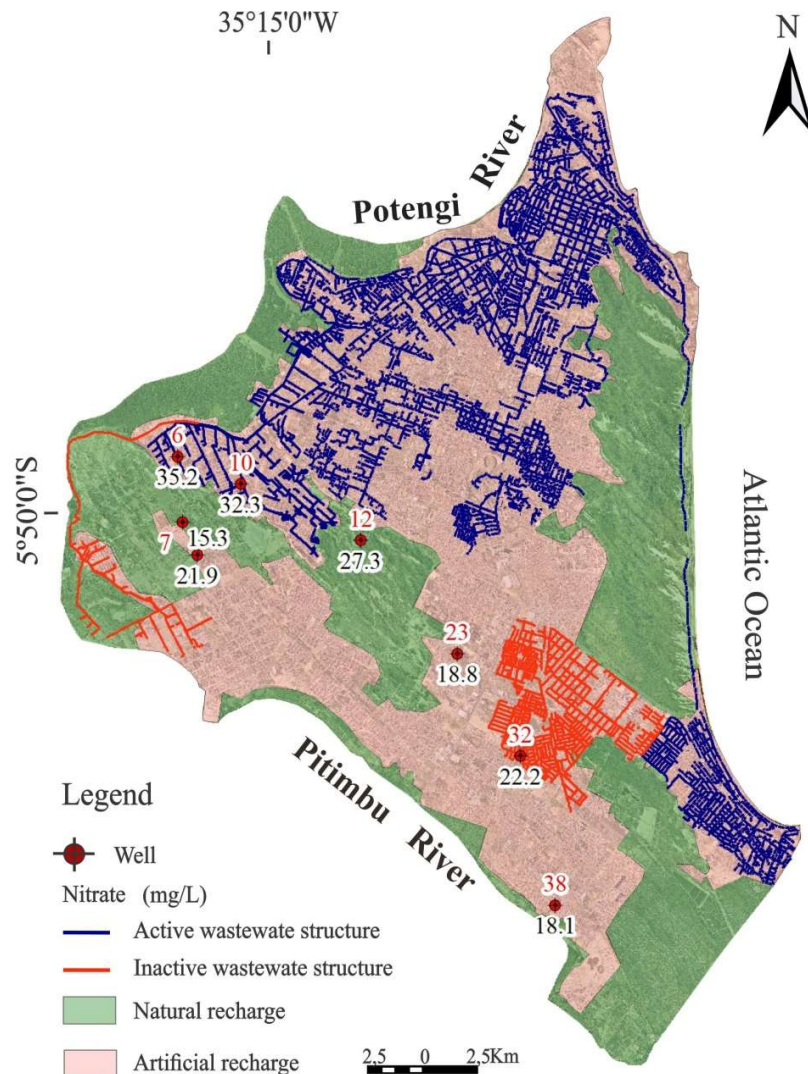 35°15'0"W
N
Potengi River
6
35.2
10
32.3
5°50'0"S
15.3
7
21.9
12
27.3
Atlantic Ocean
23
18.8
32
22.2
Pitimbu River
38
18.1
Legend
Well
Nitrate (mg/L)
Active wastewate structure
Inactive wastewate structure
Natural recharge
Artificial recharge
2,5 0 2,5Km